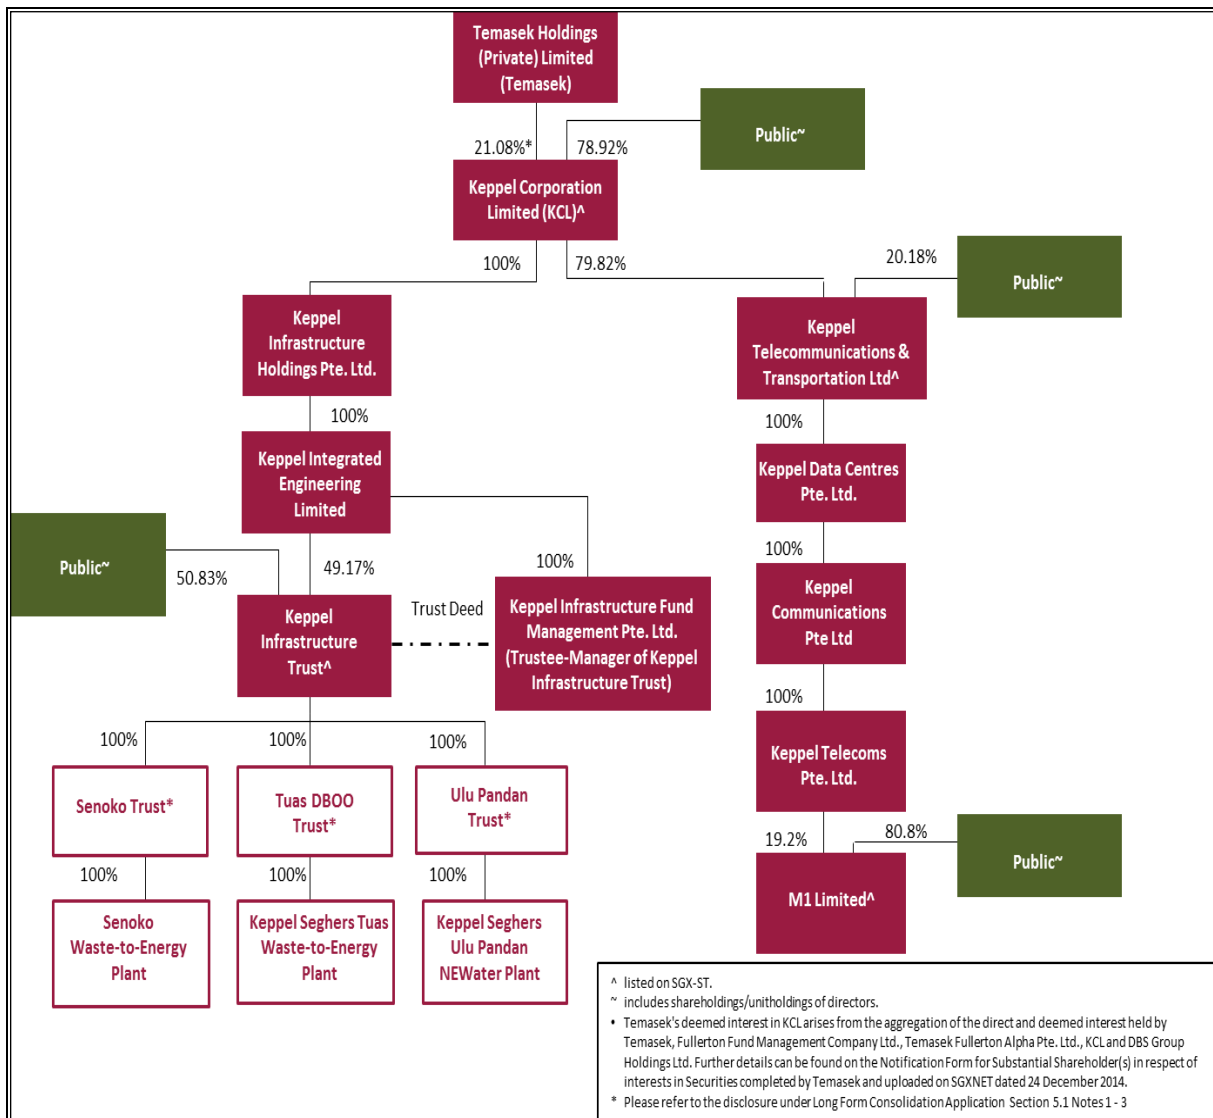 Temasek Holdings
(Private) Limited
(Temasek)
21.08%*
78.92%
Public~
Keppel Corporation
Limited (KCL)^
100%
79.82%
20.18%
Public~
Keppel
Infrastructure
Holdings Pte. Ltd.
Keppel
Telecommunications &
Transportation Ltd^
100%
100%
Keppel Integrated
Engineering
Limited
Keppel Data Centres
Pte. Ltd.
Public~
50.83%
49.17%
100%
100%
Keppel
Infrastructure
Trust^
Trust Deed
Keppel Infrastructure Fund
Management Pte. Ltd.
(Trustee-Manager of Keppel
Infrastructure Trust)
Keppel
Communications
Pte Ltd
100%
100%
100%
100%
Senoko Trust*
Tuas DBOO
Trust*
Ulu Pandan
Trust*
Keppel Telecoms
Pte. Ltd.
19.2%
80.8%
Public~
100%
100%
100%
M1 Limited^
Senoko
Waste-to-Energy
Plant
Keppel Seghers Tuas
Waste-to-Energy
Plant
Keppel Seghers
Ulu Pandan
NEWater Plant
^ listed on SGX-ST.
~ includes shareholdings/unitholdings of directors.
• Temasek's deemed interest in KCL arises from the aggregation of the direct and deemed interest held by
Temasek, Fullerton Fund Management Company Ltd., Temasek Fullerton Alpha Pte. Ltd., KCL and DBS Group
Holdings Ltd. Further details can be found on the Notification Form for Substantial Shareholder(s) in respect of
interests in Securities completed by Temasek and uploaded on SGXNET dated 24 December 2014.
* Please refer to the disclosure under Long Form Consolidation Application Section 5.1 Notes 1 - 3